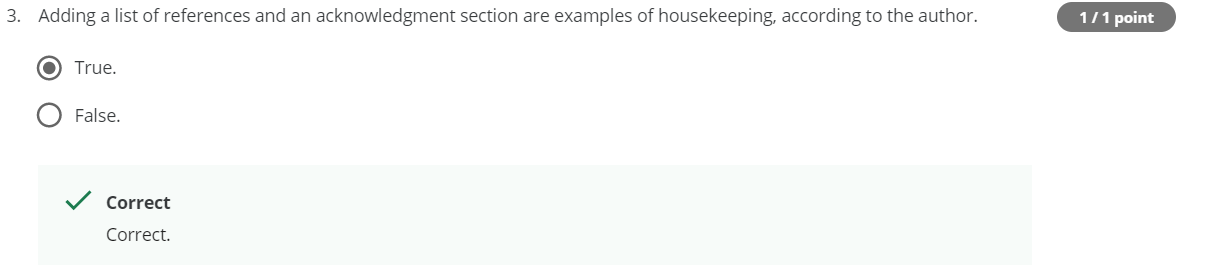 3. Adding a list of references and an acknowledgment section are examples of housekeeping, according to the author.
1 / 1 point
True.
False.
Correct
Correct.